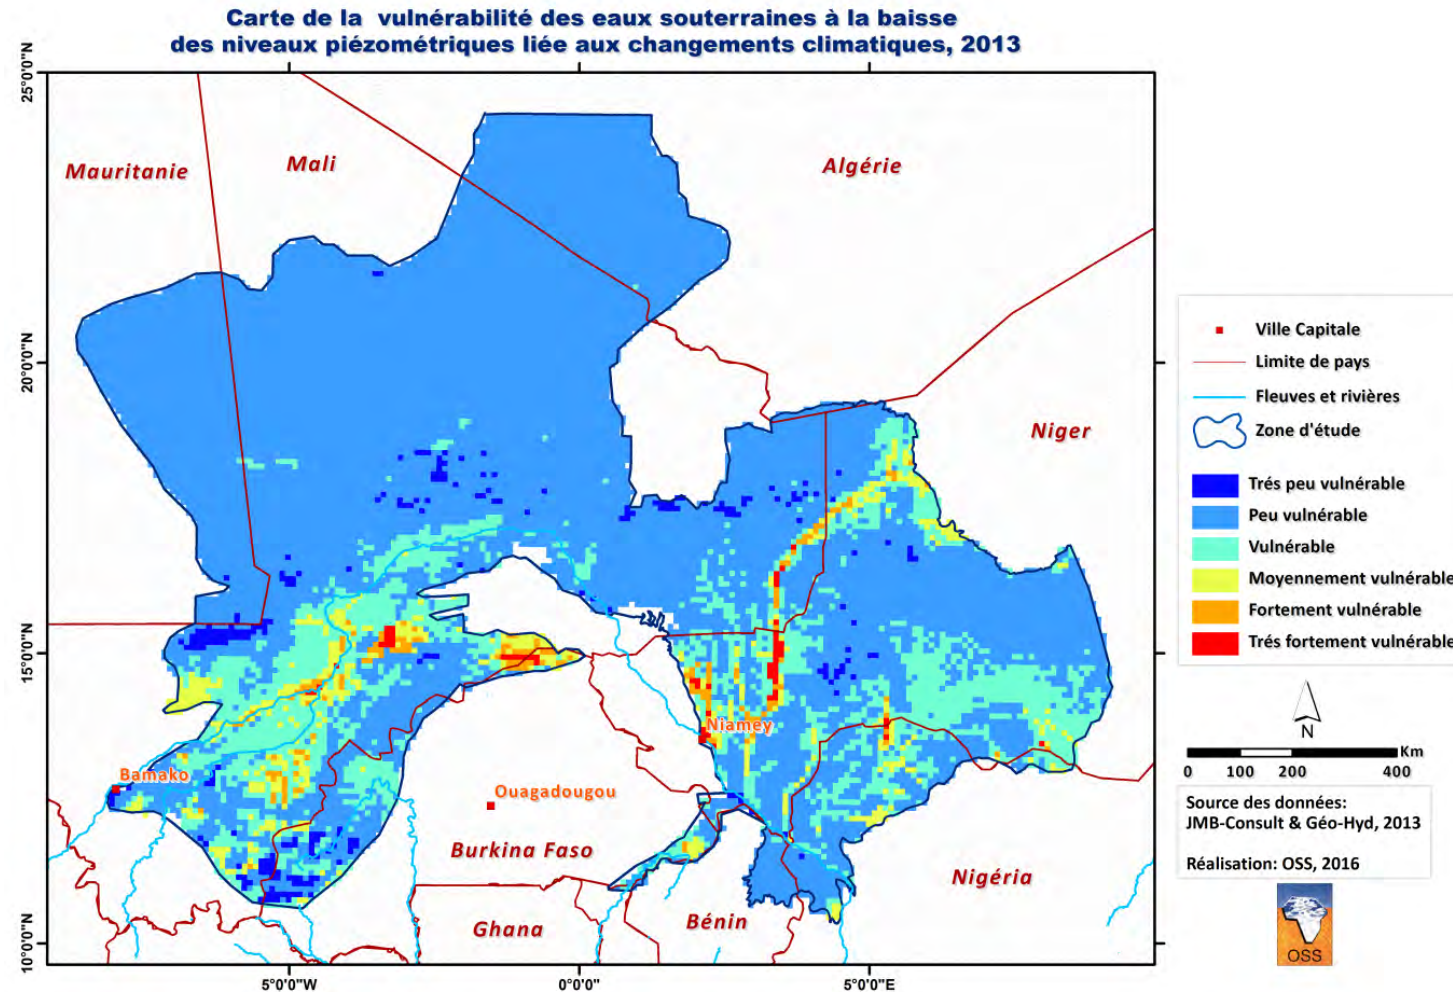 Carte de la  vulnérabilité des eaux souterraines à la baisse
des niveaux piézométriques liée aux changements climatiques, 2013
25°0'0"N
20°0'0"N
15°0'0"N
10°0'0"N
5°0'0"W
0°0'0"
5°0'0"E
Mauritanie
Mali
Algérie
Niger
Niamey
Bamako
Ouagadougou
Burkina Faso
Ghana
Bénin
Nigéria
Ville Capitale
Limite de pays
Fleuves et rivières
Zone d'étude
Trés peu vulnérable
Peu vulnérable
Vulnérable
Moyennement vulnérable
Fortement vulnérable
Trés fortement vulnérable
N
Km
0 100 200 400
Source des données:
JMB-Consult & Géo-Hyd, 2013
Réalisation: OSS, 2016
OSS